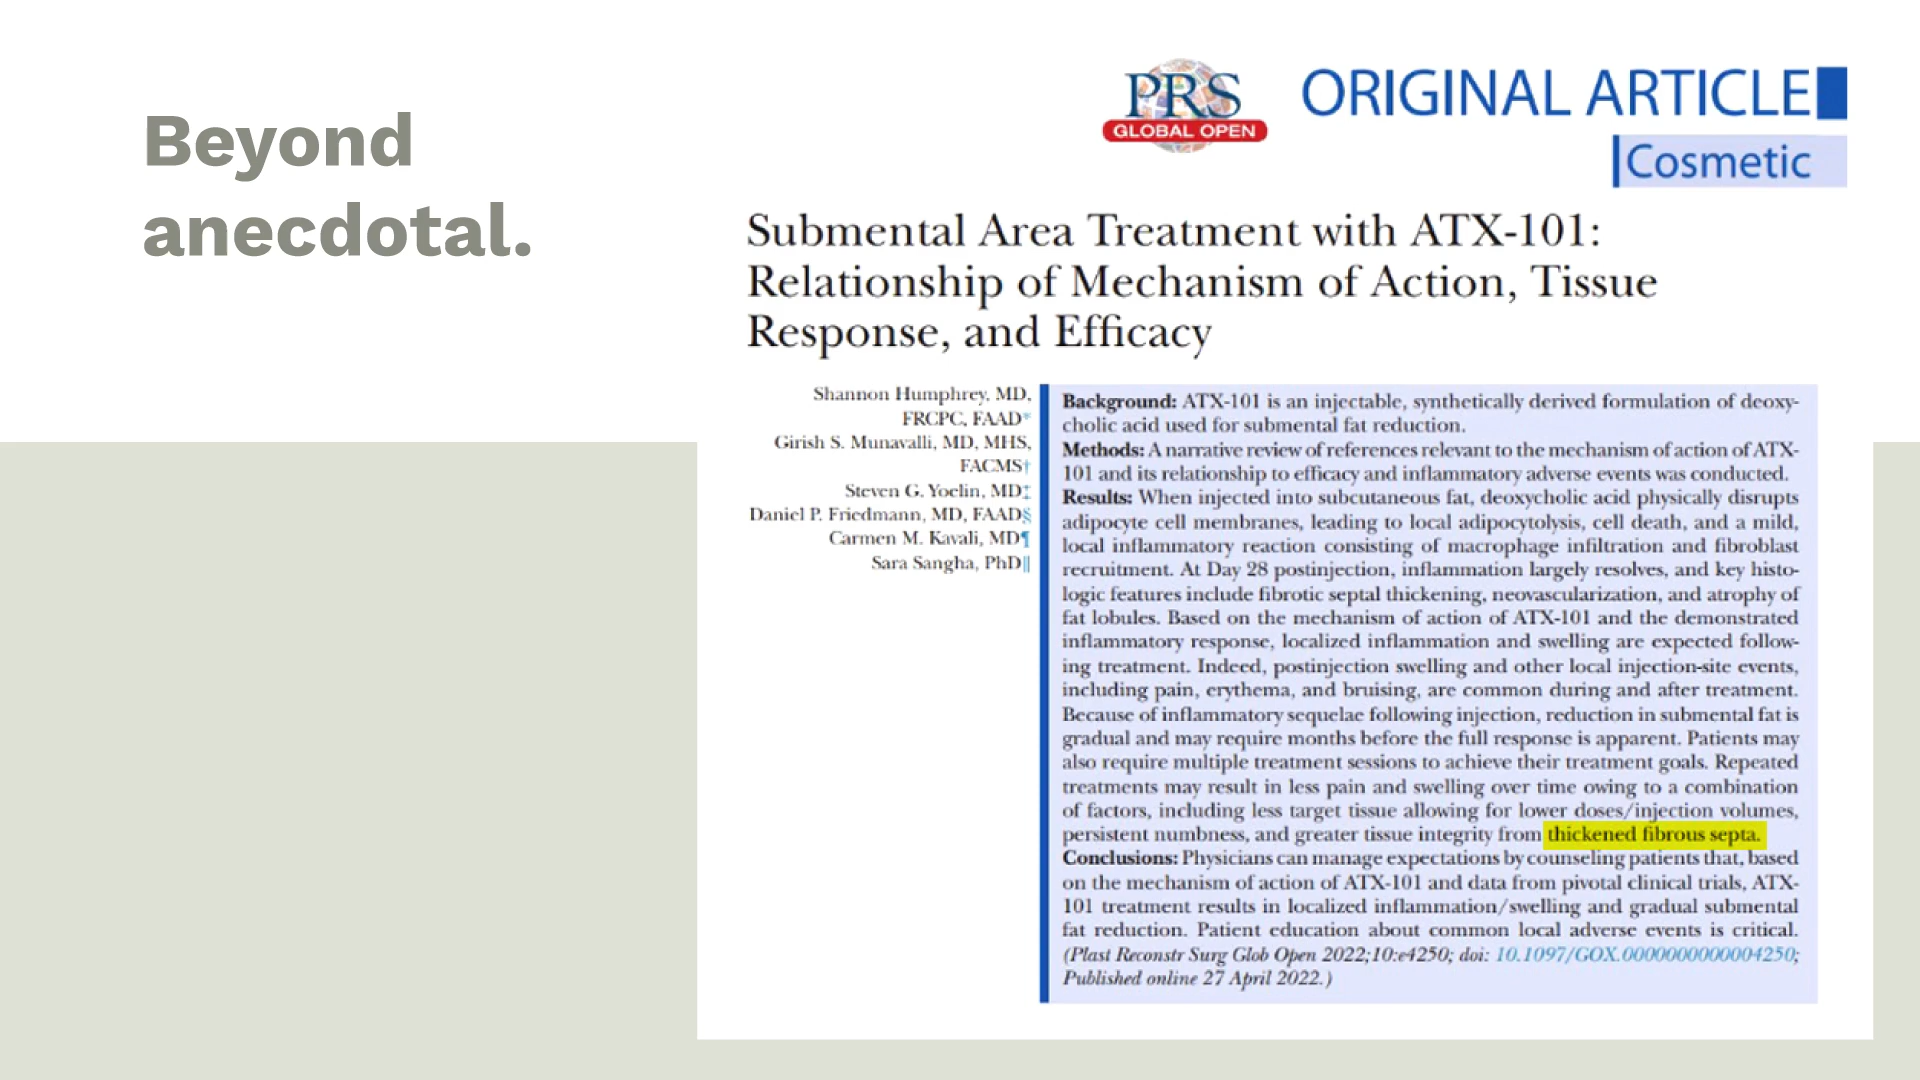 Beyond
anecdotal.
PRS
GLOBAL OPEN
ORIGINAL ARTICLE
Cosmetic
Submental Area Treatment with ATX-101:
Relationship of Mechanism of Action, Tissue
Response, and Efficacy
Shannon Humphrey, MD,
FRCPC, FAAD*
Girish S. Munavalli, MD, MHS,
FACMS†
Steven G. Yoelin, MD‡
Daniel P. Friedmann, MD, FAAD§
Carmen M. Kavali, MD¶
Sara Sangha, PhD‖
Background: ATX-101 is an injectable, synthetically derived formulation of deoxy-
cholic acid used for submental fat reduction.
Methods: A narrative review of references relevant to the mechanism of action of ATX-
101 and its relationship to efficacy and inflammatory adverse events was conducted.
Results: When injected into subcutaneous fat, deoxycholic acid physically disrupts
adipocyte cell membranes, leading to local adipocytolysis, cell death, and a mild,
local inflammatory reaction consisting of macrophage infiltration and fibroblast
recruitment. At Day 28 postinjection, inflammation largely resolves, and key histo-
logic features include fibrotic septal thickening, neovascularization, and atrophy of
fat lobules. Based on the mechanism of action of ATX-101 and the demonstrated
inflammatory response, localized inflammation and swelling are expected follow-
ing treatment. Indeed, postinjection swelling and other local injection-site events,
including pain, erythema, and bruising, are common during and after treatment.
Because of inflammatory sequelae following injection, reduction in submental fat is
gradual and may require months before the full response is apparent. Patients may
also require multiple treatment sessions to achieve their treatment goals. Repeated
treatments may result in less pain and swelling over time owing to a combination
of factors, including less target tissue allowing for lower doses/injection volumes,
persistent numbness, and greater tissue integrity from thickened fibrous septa.
Conclusions: Physicians can manage expectations by counseling patients that, based
on the mechanism of action of ATX-101 and data from pivotal clinical trials, ATX-
101 treatment results in localized inflammation/swelling and gradual submental
fat reduction. Patient education about common local adverse events is critical.
(Plast Reconstr Surg Glob Open 2022;10:e4250; doi: 10.1097/GOX.0000000000004250;
Published online 27 April 2022.)